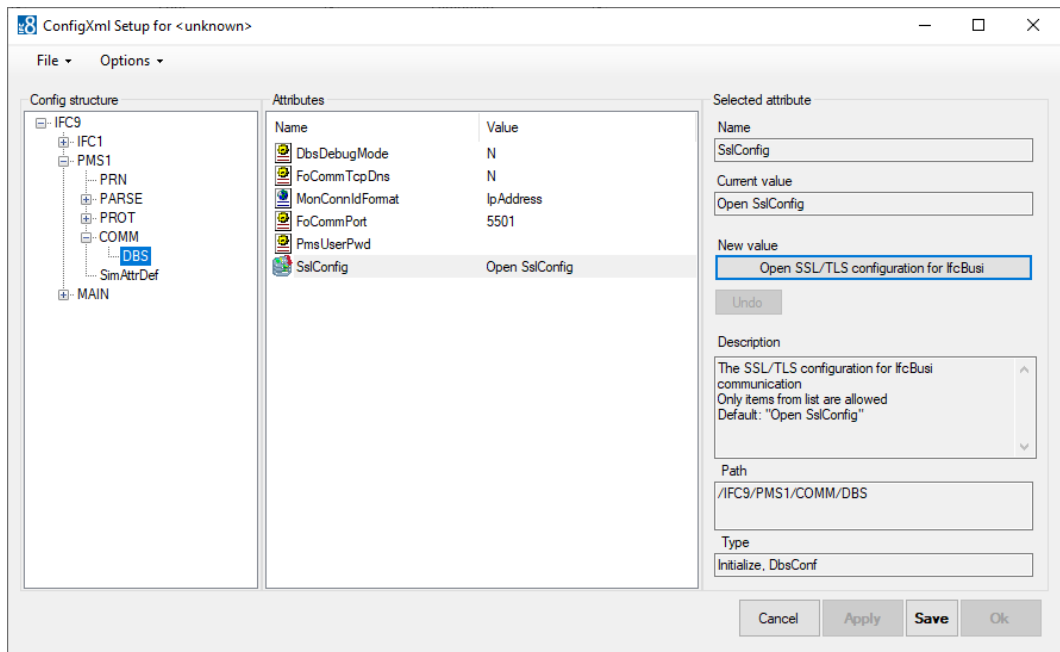 ConfigXml Setup for <unknown>
File
Options
Config structure
IFC9
IFC1
PMS1
PRN
PARSE
PROT
COMM
DBS
SimAttrDef
MAIN
Attributes
Name Value
DbsDebugMode N
FoCommTcpDns N
MonConnIdFormat IpAddress
FoCommPort 5501
PmsUserPwd
SslConfig Open SslConfig
Selected attribute
Name
SslConfig
Current value
Open SslConfig
New value
Open SSL/TLS configuration for IfcBusi
Undo
Description
The SSL/TLS configuration for IfcBusi
communication
Only items from list are allowed
Default: "Open SslConfig"
Path
/IFC9/PMS1/COMM/DBS
Type
Initialize, DbsConf
Cancel Apply Save Ok